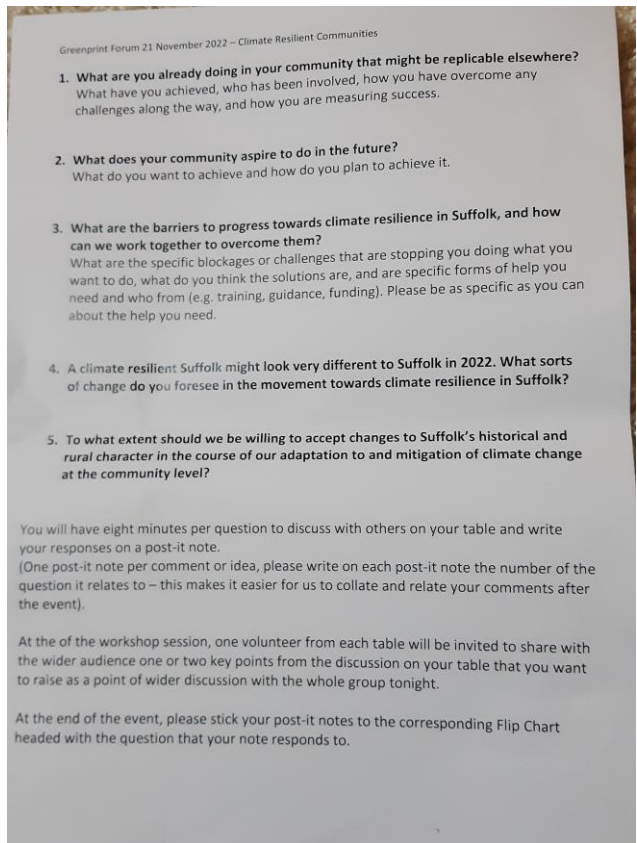 Greenprint Forum 21 November 2022 – Climate Resilient Communities
1. What are you already doing in your community that might be replicable elsewhere?
What have you achieved, who has been involved, how you have overcome any
challenges along the way, and how you are measuring success.
2. What does your community aspire to do in the future?
What do you want to achieve and how do you plan to achieve it.
3. What are the barriers to progress towards climate resilience in Suffolk, and how
can we work together to overcome them?
What are the specific blockages or challenges that are stopping you doing what you
want to do, what do you think the solutions are, and are specific forms of help you
need and who from (e.g. training, guidance, funding). Please be as specific as you can
about the help you need.
4. A climate resilient Suffolk might look very different to Suffolk in 2022. What sorts
of change do you foresee in the movement towards climate resilience in Suffolk?
5. To what extent should we be willing to accept changes to Suffolk's historical and
rural character in the course of our adaptation to and mitigation of climate change
at the community level?
You will have eight minutes per question to discuss with others on your table and write
your responses on a post-it note.
(One post-it note per comment or idea, please write on each post-it note the number of the
question it relates to – this makes it easier for us to collate and relate your comments after
the event).
At the of the workshop session, one volunteer from each table will be invited to share with
the wider audience one or two key points from the discussion on your table that you want
to raise as a point of wider discussion with the whole group tonight.
At the end of the event, please stick your post-it notes to the corresponding Flip Chart
headed with the question that your note responds to.